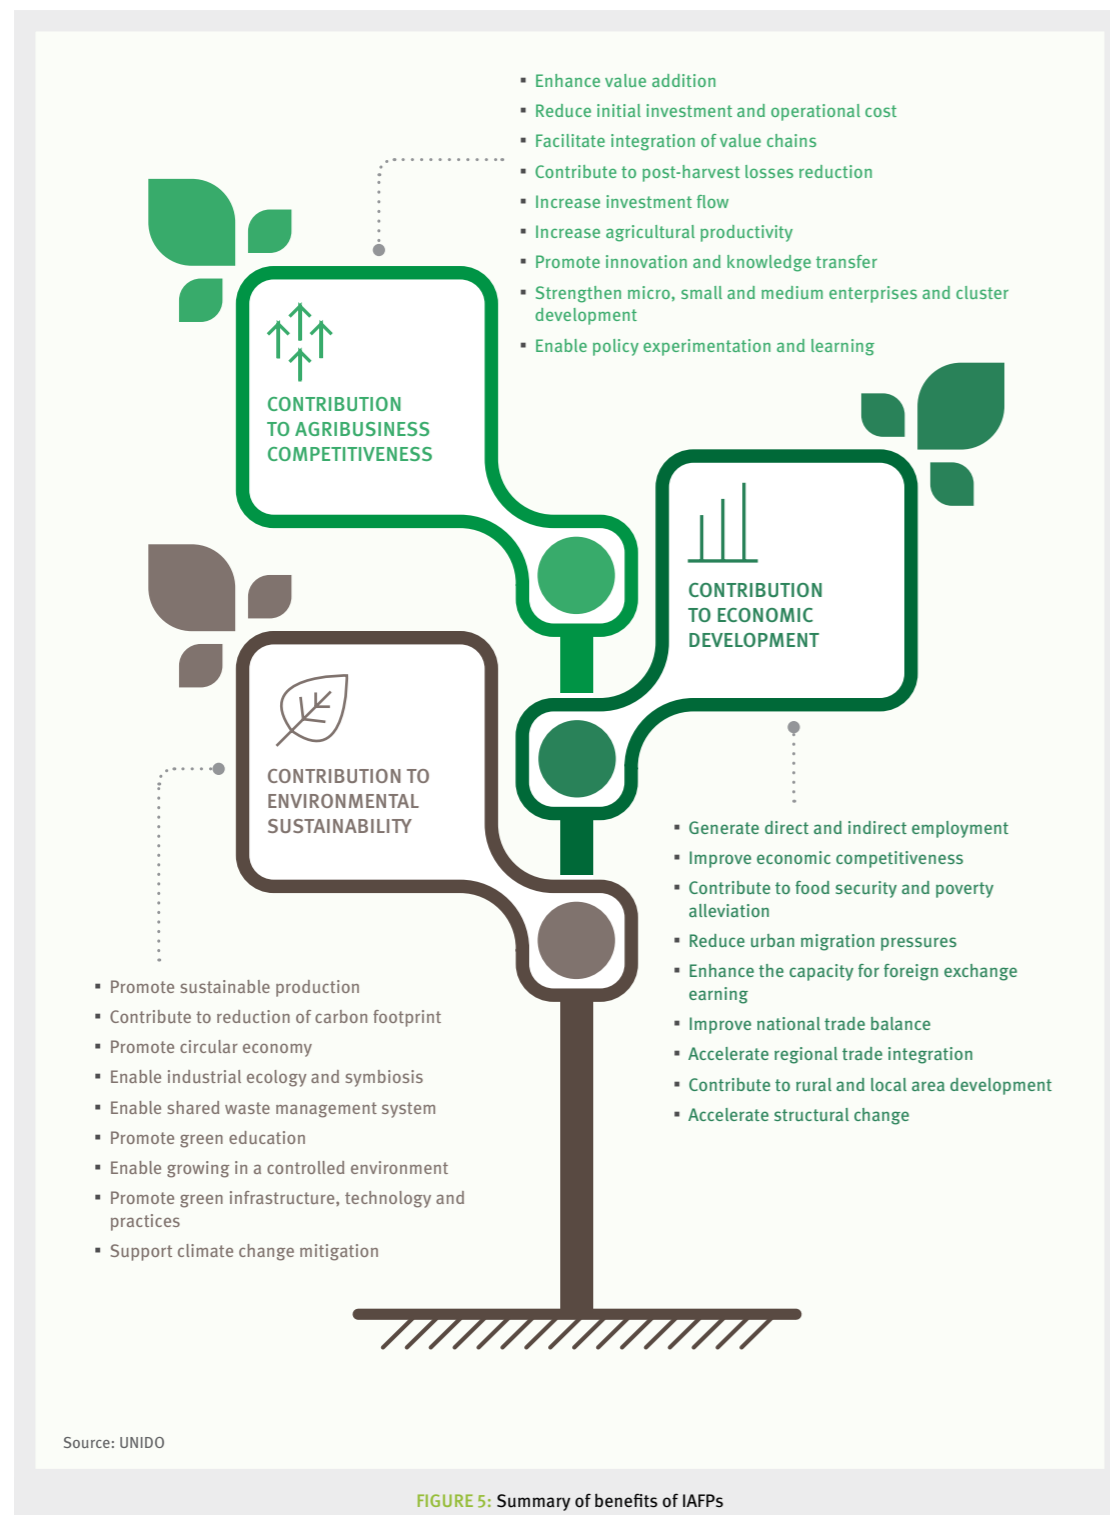 ▪ Enhance value addition
▪ Reduce initial investment and operational cost
▪ Facilitate integration of value chains
▪ Contribute to post-harvest losses reduction
▪ Increase investment flow
▪ Increase agricultural productivity
▪ Promote innovation and knowledge transfer
▪ Strengthen micro, small and medium enterprises and cluster
development
▪ Enable policy experimentation and learning
CONTRIBUTION
TO AGRIBUSINESS
COMPETITIVENESS
CONTRIBUTION
TO ECONOMIC
DEVELOPMENT
▪ Generate direct and indirect employment
▪ Improve economic competitiveness
▪ Contribute to food security and poverty
alleviation
▪ Reduce urban migration pressures
▪ Enhance the capacity for foreign exchange
earning
▪ Improve national trade balance
▪ Accelerate regional trade integration
▪ Contribute to rural and local area development
▪ Accelerate structural change
CONTRIBUTION TO
ENVIRONMENTAL
SUSTAINABILITY
▪ Promote sustainable production
▪ Contribute to reduction of carbon footprint
▪ Promote circular economy
▪ Enable industrial ecology and symbiosis
▪ Enable shared waste management system
▪ Promote green education
▪ Enable growing in a controlled environment
▪ Promote green infrastructure, technology and
practices
▪ Support climate change mitigation
Source: UNIDO
FIGURE 5: Summary of benefits of IAFPs